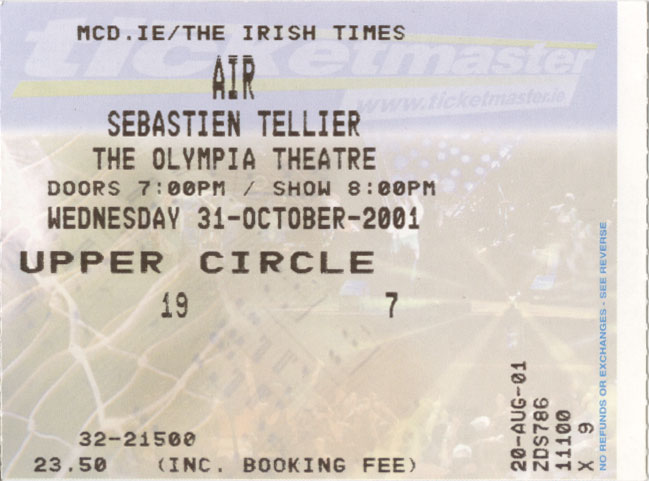 MCD.IE/THE IRISH TIMES
ticketmaster
AIR
www.ticketmaster.ie
SEBASTIEN TELLIER
THE OLYMPIA THEATRE
DOORS 7:00PM / SHOW 8:00PM
WEDNESDAY 31-OCTOBER-2001
UPPER CIRCLE
19 7
32-21500
23.50 (INC. BOOKING FEE)
20-AUG-01
ZDS786
11100
X 9
NO REFUNDS OR EXCHANGES - SEE REVERSE